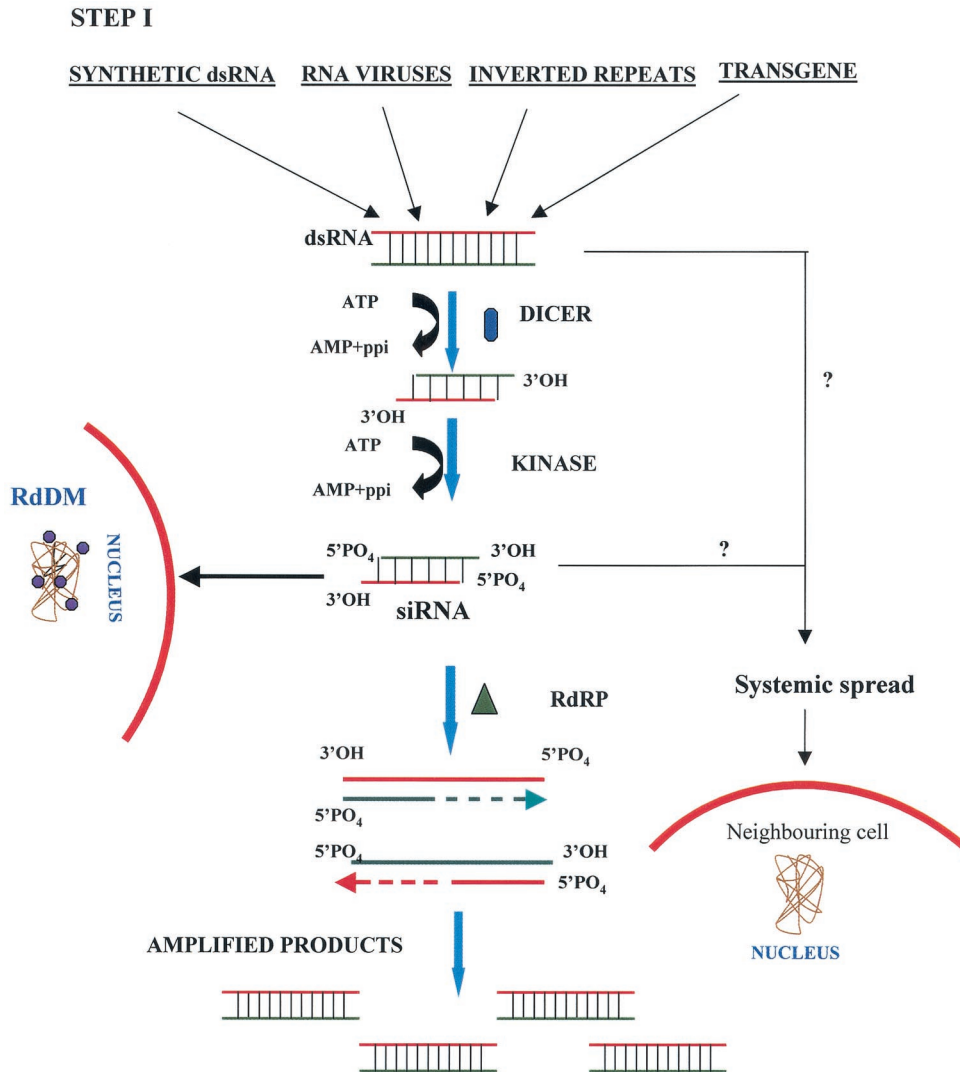 STEP I
SYNTHETIC dsRNA RNA VIRUSES INVERTED REPEATS TRANSGENE
dsRNA
ATP
DICER
AMP+ppi
3’OH
?
3’OH
ATP
KINASE
AMP+ppi
RdDM
NUCLEUS
5’PO4
3’OH
?
3’OH
5’PO4
siRNA
RdRP
Systemic spread
3’OH
5’PO4
5’PO4
5’PO4
3’OH
5’PO4
Neighbouring cell
NUCLEUS
AMPLIFIED PRODUCTS